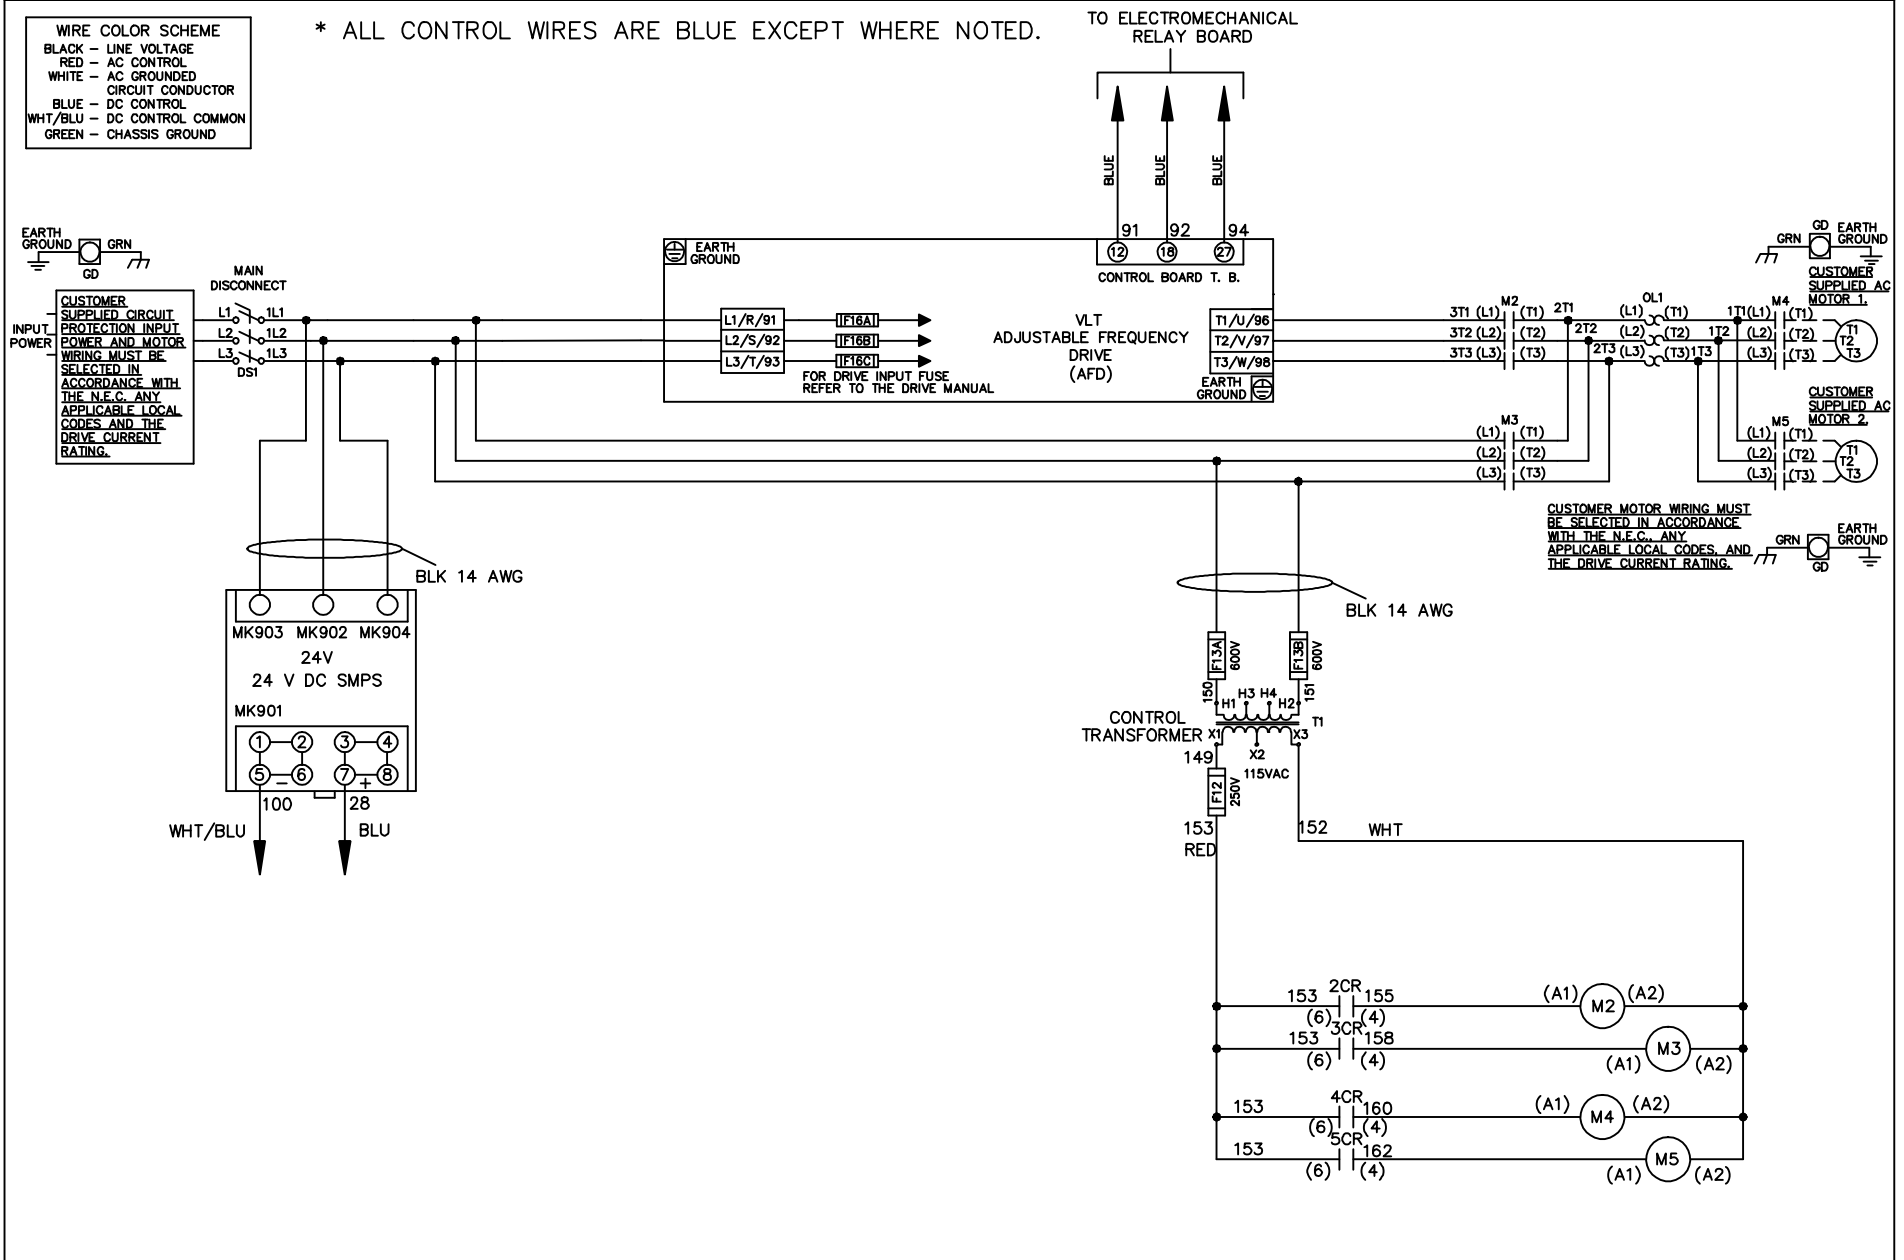 WIRE COLOR SCHEME
BLACK – LINE VOLTAGE
RED – AC CONTROL
WHITE – AC GROUNDED
CIRCUIT CONDUCTOR
BLUE – DC CONTROL
WHT/BLU – DC CONTROL COMMON
GREEN – CHASSIS GROUND
* ALL CONTROL WIRES ARE BLUE EXCEPT WHERE NOTED.
TO ELECTROMECHANICAL
RELAY BOARD
BLUE BLUE BLUE
91 92 94
12 18 27
CONTROL BOARD T. B.
EARTH
GROUND GRN
GD
MAIN
DISCONNECT
INPUT
POWER
CUSTOMER
SUPPLIED CIRCUIT
PROTECTION INPUT
POWER AND MOTOR
WIRING MUST BE
SELECTED IN
ACCORDANCE WITH
THE N.E.C. ANY
APPLICABLE LOCAL
CODES AND THE
DRIVE CURRENT
RATING.
L1 1L1
L2 1L2
L3 1L3
DS1
EARTH
GROUND
L1/R/91 IF16A
L2/S/92 IF16B
L3/T/93 IF16C
FOR DRIVE INPUT FUSE
REFER TO THE DRIVE MANUAL
VLT
ADJUSTABLE FREQUENCY
DRIVE
(AFD)
T1/U/96
T2/V/97
T3/W/98
EARTH
GROUND
M2
3T1 (L1) (T1) 2T1
3T2 (L2) (T2) 2T2
3T3 (L3) (T3) 2T3
OL1
(L1) (T1) 1T1
(L2) (T2) 1T2
(L3) (T3) 1T3
M4
(L1) (T1)
(L2) (T2)
(L3) (T3)
T1
T2
T3
GD
GRN EARTH
GROUND
CUSTOMER
SUPPLIED AC
MOTOR 1.
M3
(L1) (T1)
(L2) (T2)
(L3) (T3)
CUSTOMER
SUPPLIED AC
MOTOR 2.
M5
(L1) (T1)
(L2) (T2)
(L3) (T3)
T1
T2
T3
CUSTOMER MOTOR WIRING MUST
BE SELECTED IN ACCORDANCE
WITH THE N.E.C., ANY
APPLICABLE LOCAL CODES, AND
THE DRIVE CURRENT RATING.
GRN EARTH
GROUND
GD
BLK 14 AWG
MK903 MK902 MK904
24V
24 V DC SMPS
MK901
1 2 3 4
5 – 6 7 + 8
100 28
WHT/BLU BLU
BLK 14 AWG
F13A 600V F13B 600V
150 151
H1 H3 H4 H2
T1
CONTROL
TRANSFORMER X1 X3
X2
149
115VAC
F12 250V
153
RED
152 WHT
153 2CR 155 (A1) M2 (A2)
(6) (4)
153 3CR 158 M3
(6) (4) (A1) (A2)
153 4CR 160 (A1) M4 (A2)
(6) (4)
153 5CR 162 M5
(6) (4) (A1) (A2)